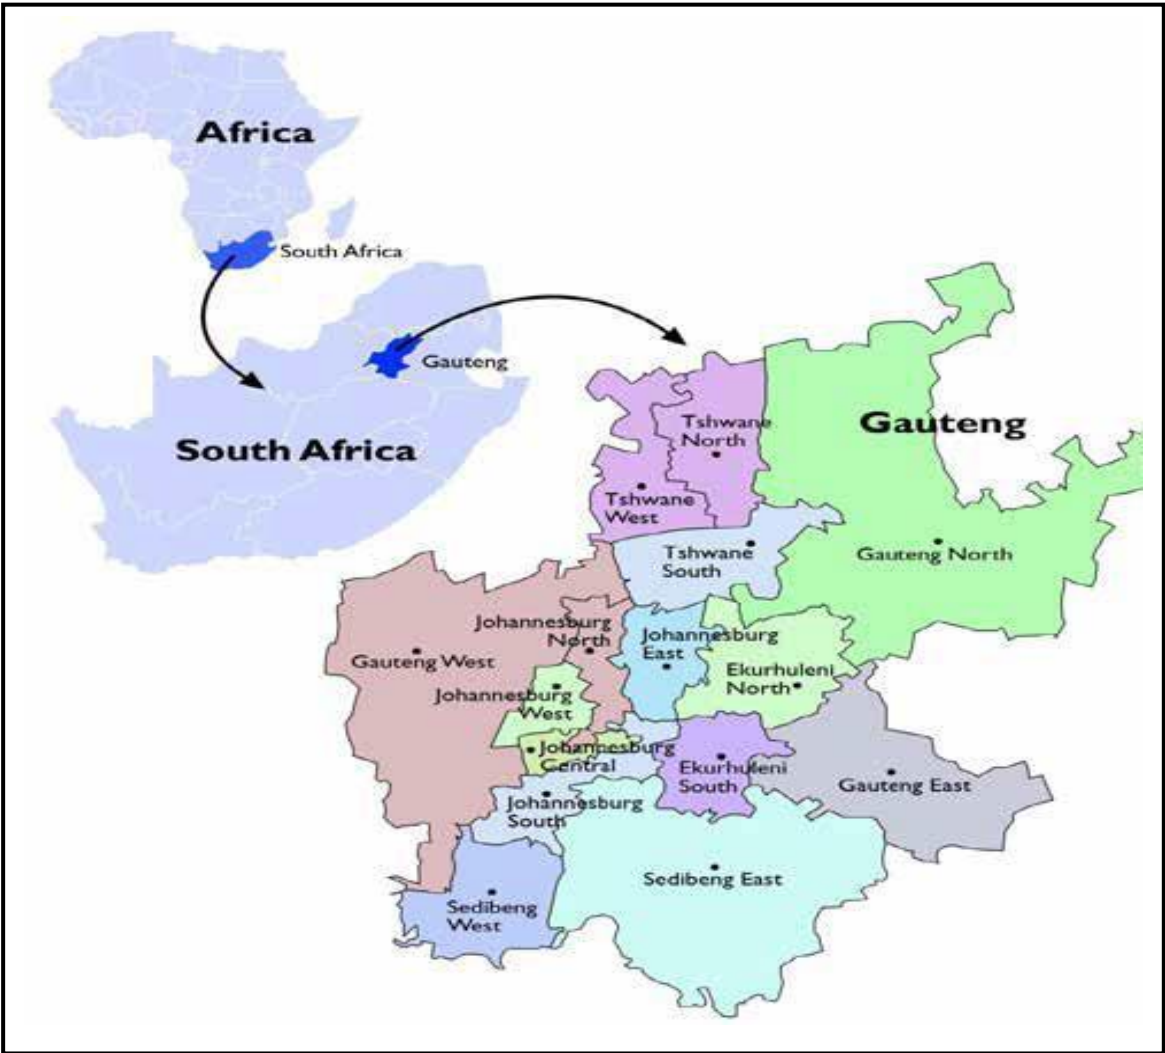 Africa
South Africa
Gauteng
South Africa
Gauteng
Tshwane
North
Tshwane
West
Tshwane
South
Gauteng North
Johannesburg
North
Johannesburg
East
Gauteng West
Ekurhuleni
North
Johannesburg
West
Johannesburg
Central
Ekurhuleni
South
Gauteng East
Johannesburg
South
Sedibeng East
Sedibeng
West